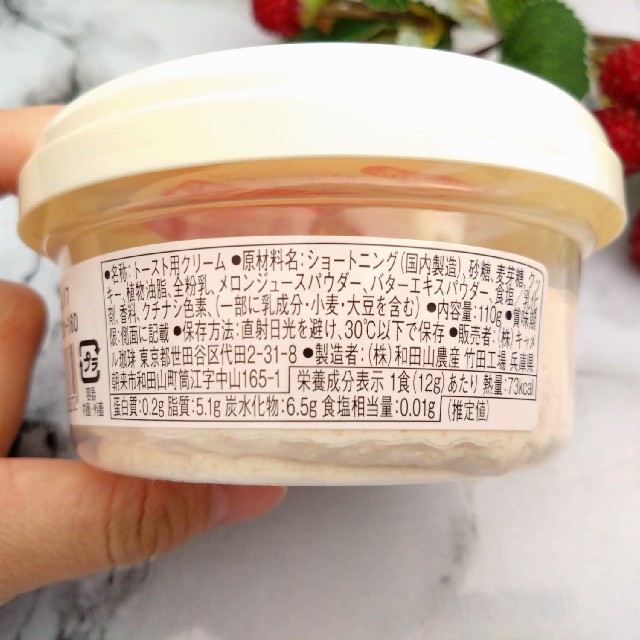 ●名称：トースト用クリーム ●原材料名：ショートニング（国内製造）、砂糖、麦芽糖、クッ
キー、植物油脂、全粉乳、メロンジュースパウダー、バターエキスパウダー、食塩／乳化
剤、香料、クチナシ色素、（一部に乳成分・小麦・大豆を含む）●内容量：110g ●賞味期
限：側面に記載 ●保存方法：直射日光を避け、30℃以下で保存 ●販売者：（株）キャメ
ル珈琲 東京都世田谷区代田2-31-8 ●製造者：（株）和田山農産 竹田工場 兵庫県
朝来市和田山町筒江字中山165-1
栄養成分表示 1食（12g）あたり 熱量：73kcal
蛋白質：0.2g 脂質：5.1g 炭水化物：6.5g 食塩相当量：0.01g （推定値）
プラ